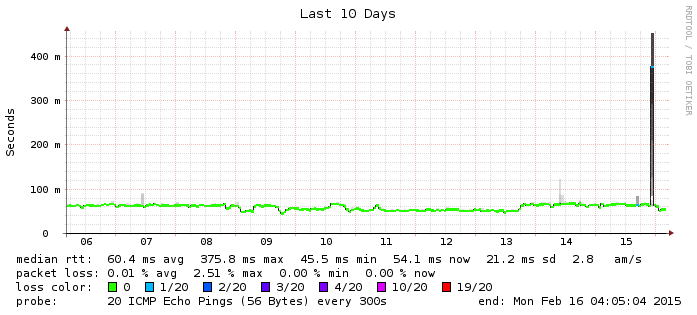 Last 10 Days
RRDTOOL / TOBI OETIKER
Seconds
400 m
300 m
200 m
100 m
0
06 07 08 09 10 11 12 13 14 15
median rtt: 60.4 ms avg 375.8 ms max 45.5 ms min 54.1 ms now 21.2 ms sd 2.8 am/s
packet loss: 0.01 % avg 2.51 % max 0.00 % min 0.00 % now
loss color: 0 1/20 2/20 3/20 4/20 10/20 19/20
probe: 20 ICMP Echo Pings (56 Bytes) every 300s end: Mon Feb 16 04:05:04 2015